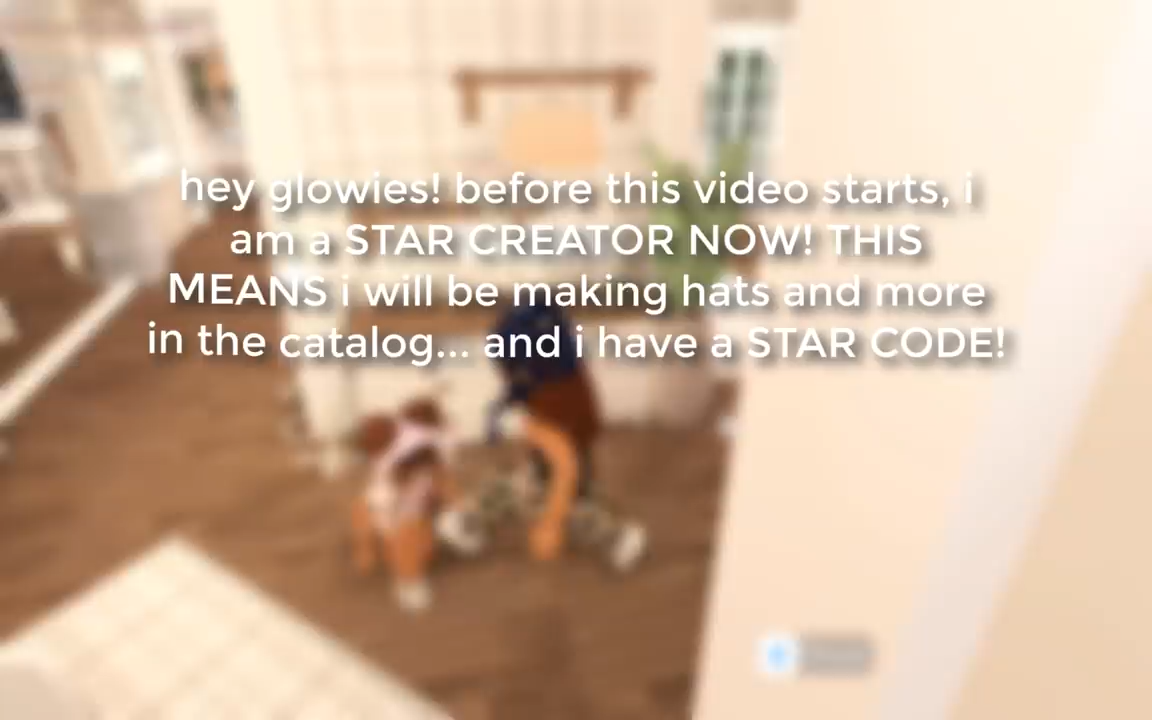 hey glowies! before this video starts, i
am a STAR CREATOR NOW! THIS
MEANS i will be making hats and more
in the catalog... and i have a STAR CODE!